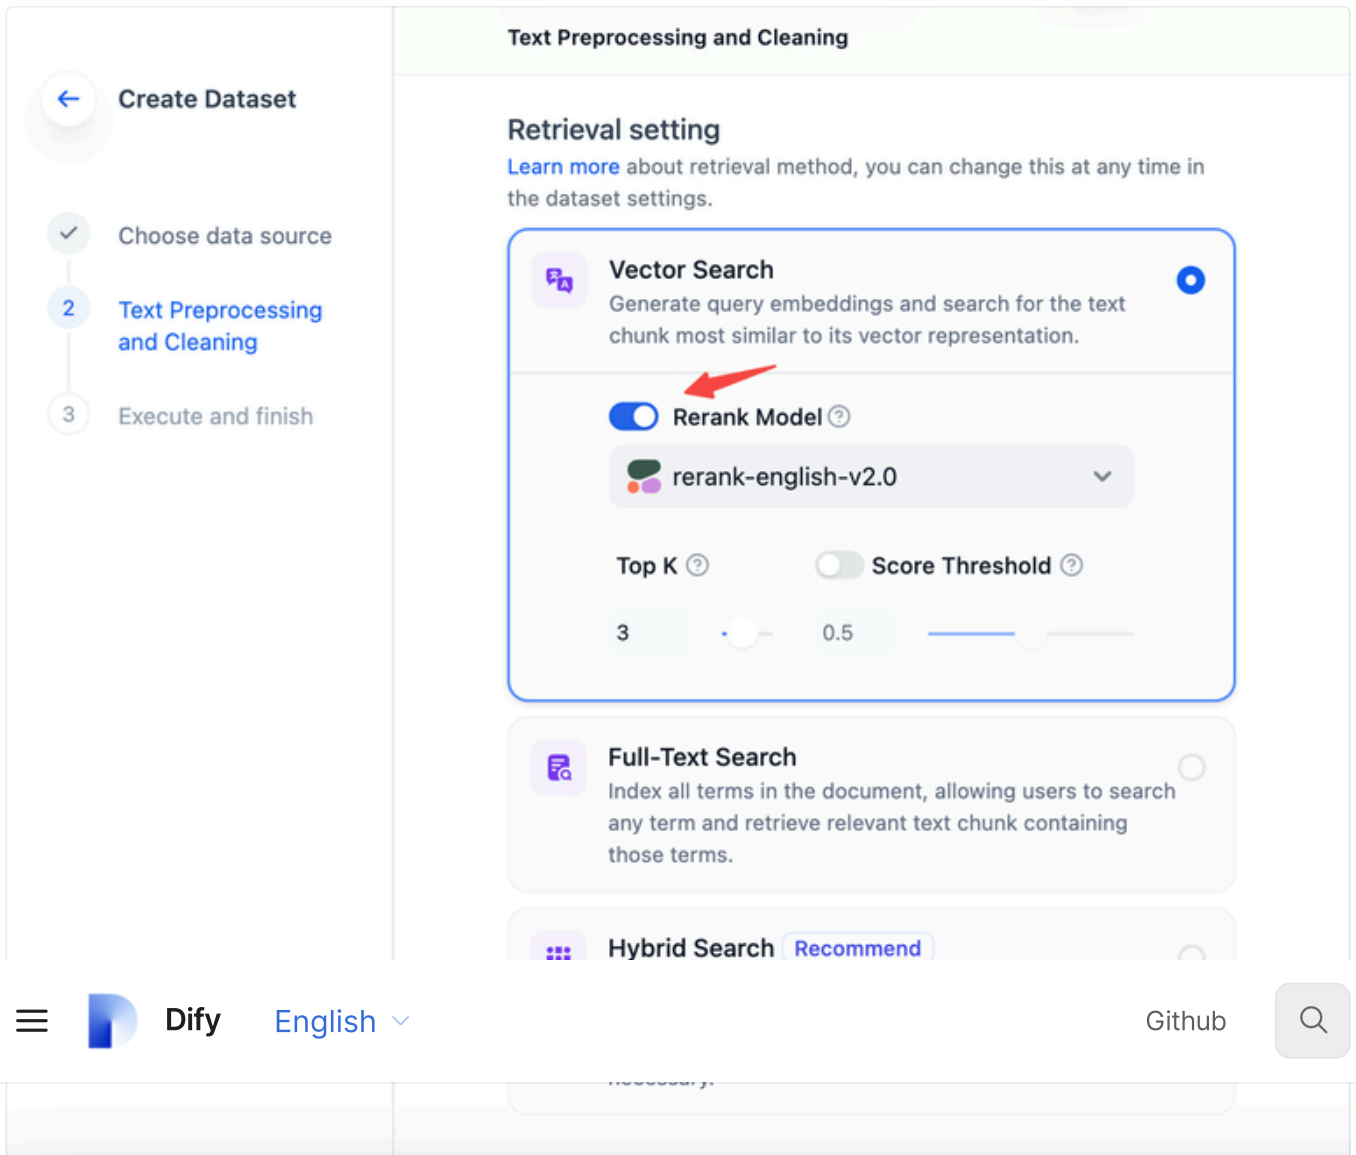 Text Preprocessing and Cleaning
Create Dataset
Choose data source
2
Text Preprocessing
and Cleaning
3
Execute and finish
Retrieval setting
Learn more about retrieval method, you can change this at any time in
the dataset settings.
Vector Search
Generate query embeddings and search for the text
chunk most similar to its vector representation.
Rerank Model
rerank-english-v2.0
Top K
Score Threshold
3
0.5
Full-Text Search
Index all terms in the document, allowing users to search
any term and retrieve relevant text chunk containing
those terms.
Hybrid Search Recommend
Dify
English
Github